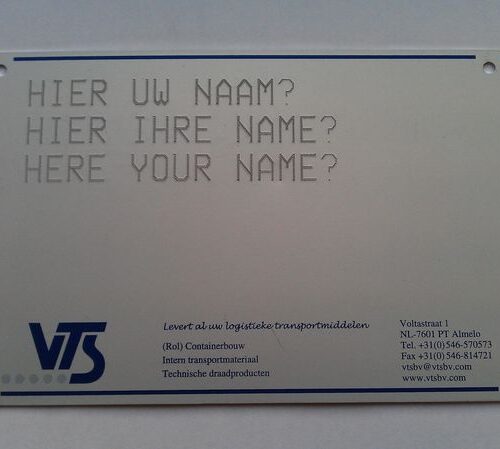 HIER UW NAAM?
HIER IHRE NAME?
HERE YOUR NAME?
VTS
Levert al uw logistieke transportmiddelen
(Rol) Containerbouw
Intern transportmateriaal
Technische draadproducten
Voltastraat 1
NL-7601 PT Almelo
Tel. +31(0)546-570573
Fax +31(0)546-814721
vtsbv@vtsbv.com
www.vtsbv.com